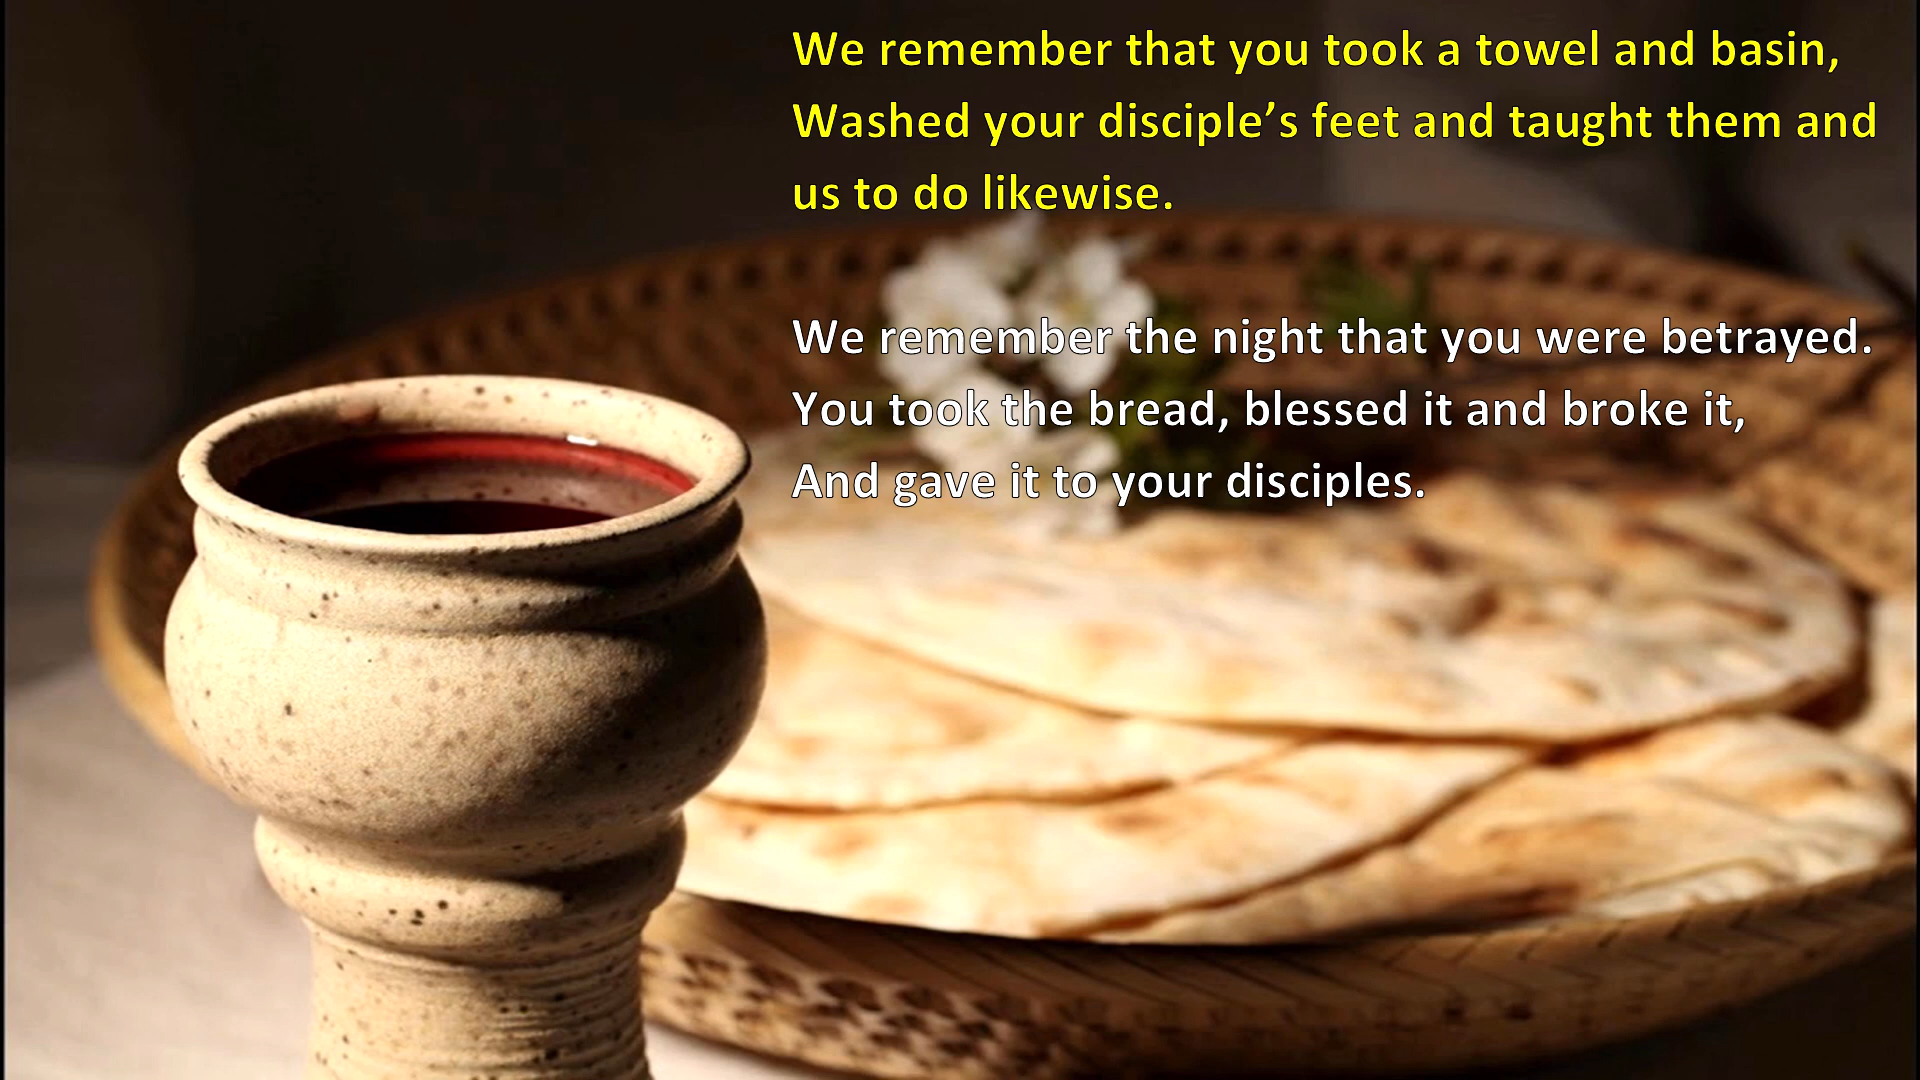 We remember that you took a towel and basin,
Washed your disciple’s feet and taught them and
us to do likewise.
We remember the night that you were betrayed.
You took the bread, blessed it and broke it,
And gave it to your disciples.